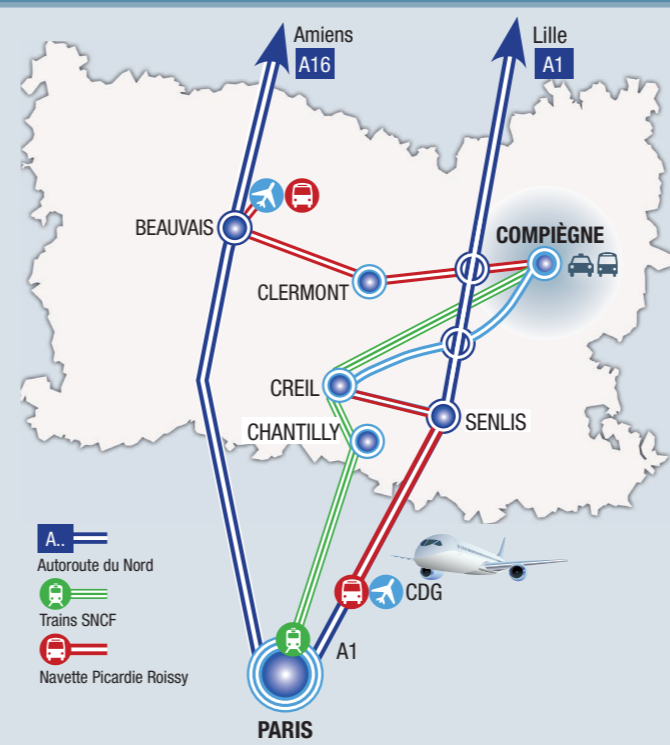 Amiens
A16
Lille
A1
BEAUVAIS
COMPIÈGNE
CLERMONT
CREIL
CHANTILLY
SENLIS
A..
Autoroute du Nord
Trains SNCF
Navette Picardie Roissy
CDG
A1
PARIS